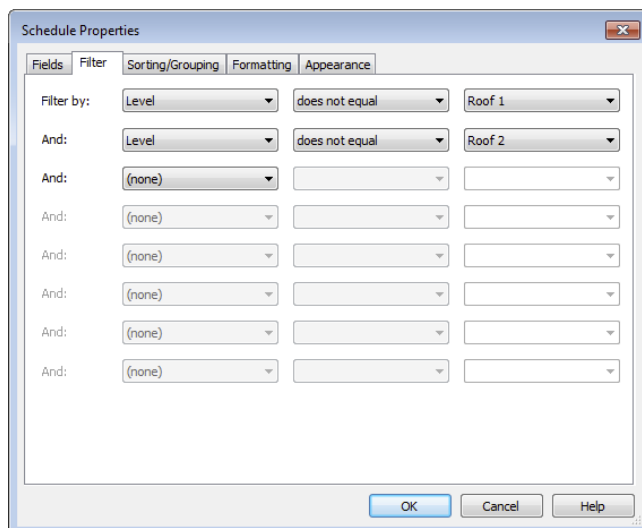 Schedule Properties
Fields Filter Sorting/Grouping Formatting Appearance
Filter by: Level does not equal Roof 1
And: Level does not equal Roof 2
And: (none)
And: (none)
And: (none)
And: (none)
And: (none)
And: (none)
OK Cancel Help